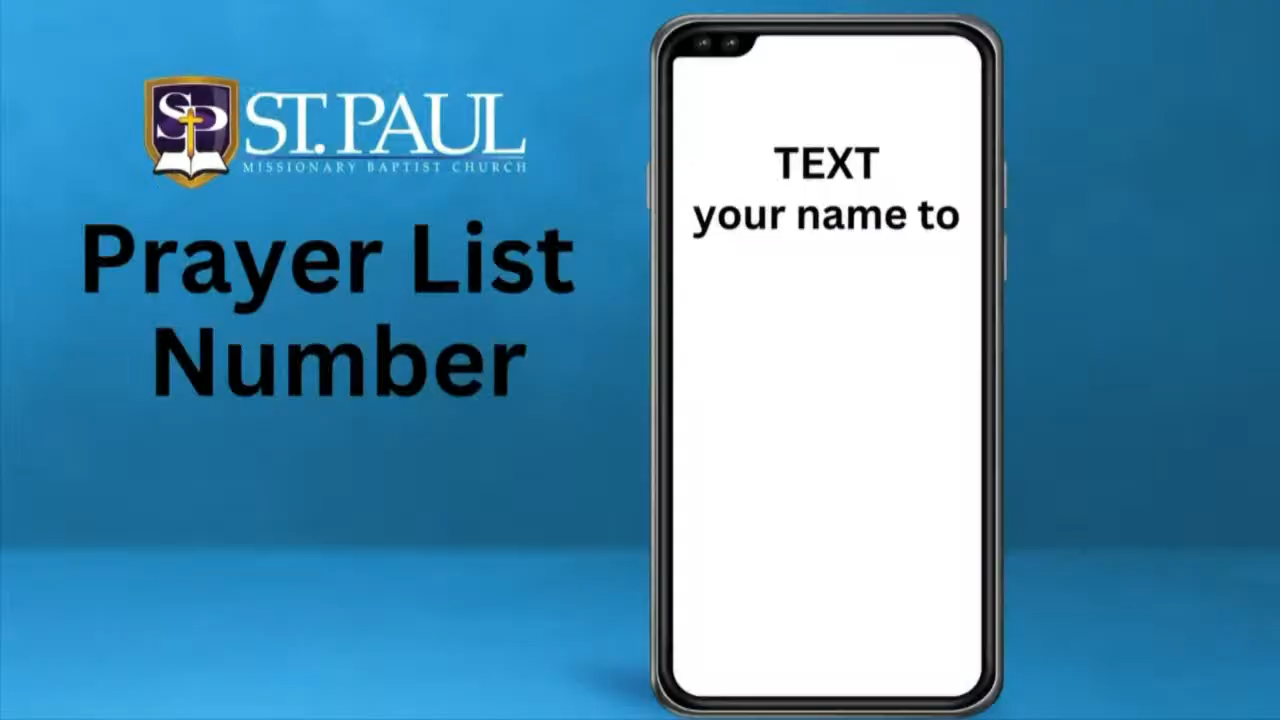 SP
ST. PAUL
MISSIONARY BAPTIST CHURCH
Prayer List
Number
TEXT
your name to